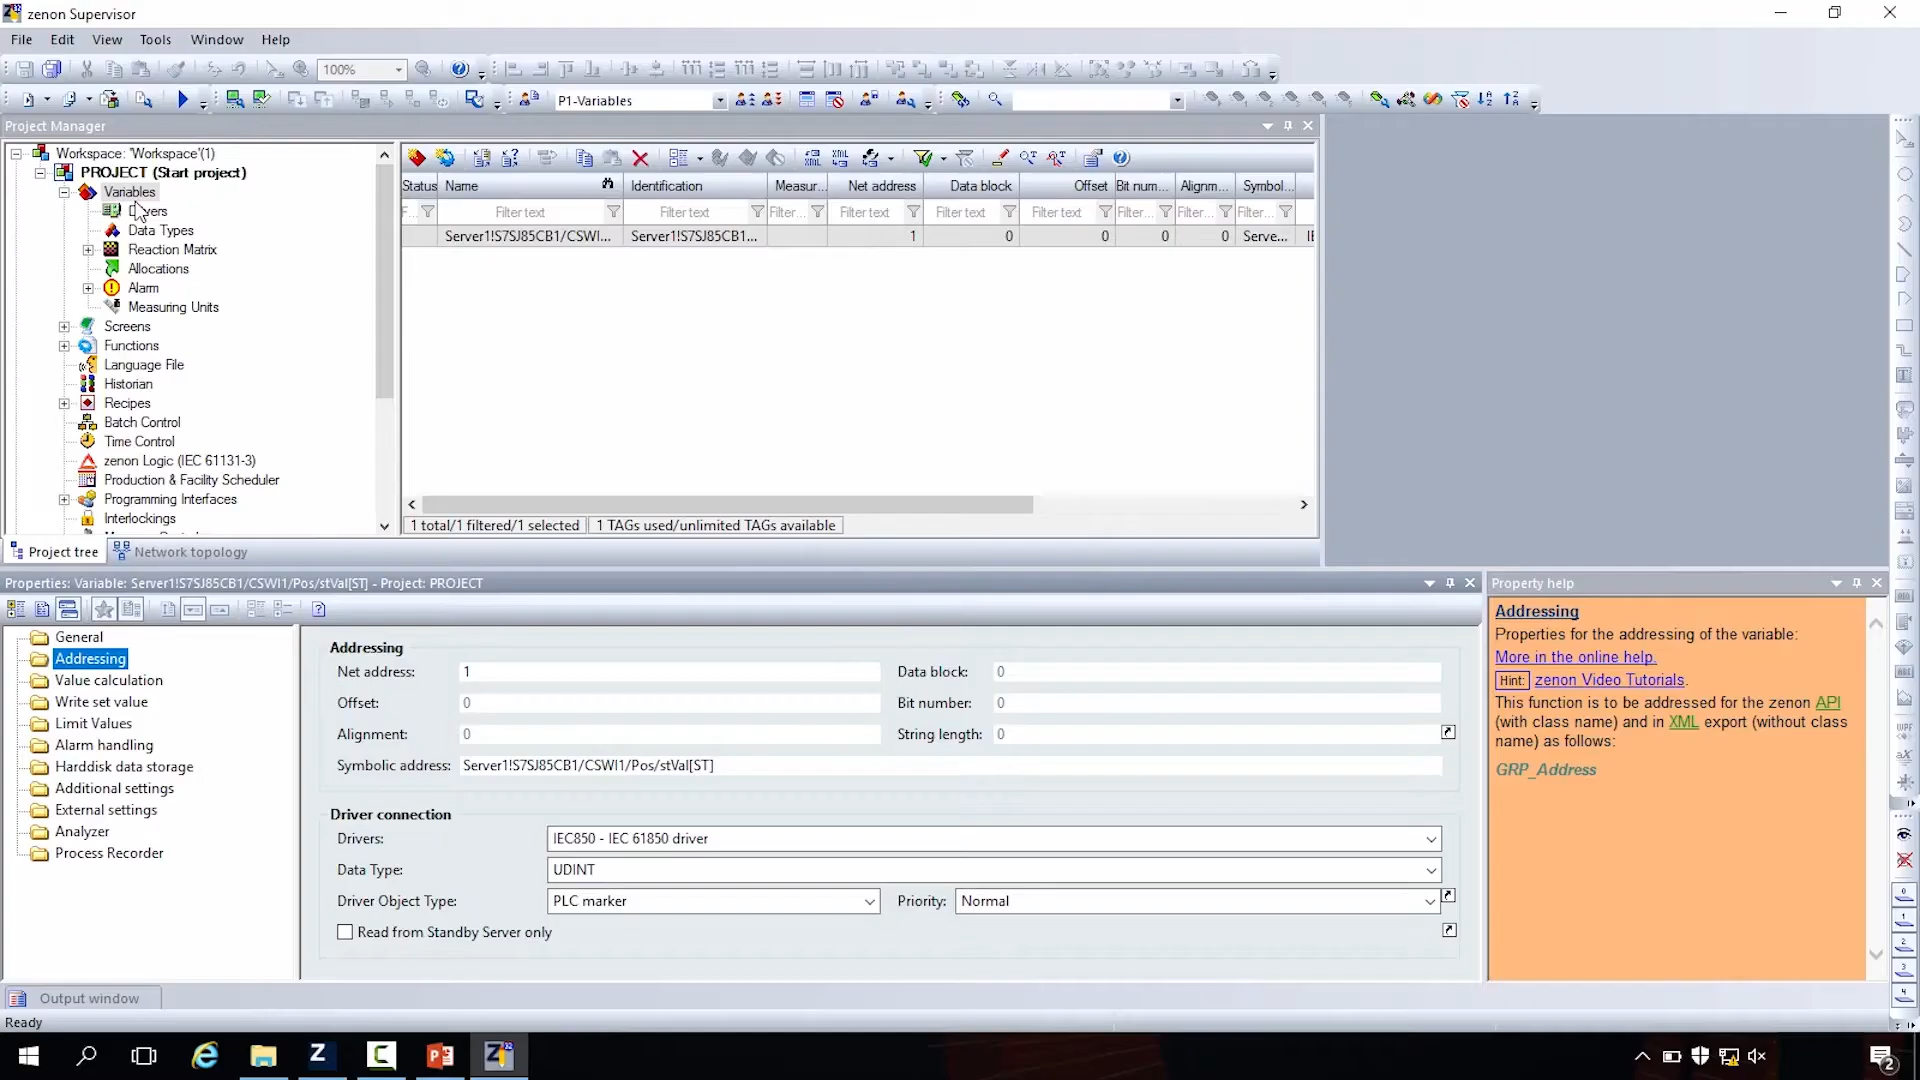 zenon Supervisor
File Edit View Tools Window Help
100%
P1-Variables
Project Manager
Workspace: 'Workspace'(1)
PROJECT (Start project)
Variables
Data Types
Reaction Matrix
Allocations
Alarm
Measuring Units
Screens
Functions
Language File
Historian
Recipes
Batch Control
Time Control
zenon Logic (IEC 61131-3)
Production & Facility Scheduler
Programming Interfaces
Interlockings
Project tree Network topology
Status Name Identification Measur... Net address Data block Offset Bit num... Alignm... Symbol...
F... Filter text Filter text Filter... Filter text Filter text Filter text Filter... Filter... Filter...
Server1!S7SJ85CB1/CSWI... Server1!S7SJ85CB1... 1 0 0 0 0 Serve...
1 total/1 filtered/1 selected 1 TAGs used/unlimited TAGs available
Properties: Variable: Server1!S7SJ85CB1/CSWI1/Pos/stVal[ST] - Project: PROJECT
General
Addressing
Value calculation
Write set value
Limit Values
Alarm handling
Harddisk data storage
Additional settings
External settings
Analyzer
Process Recorder
Addressing
Net address: 1 Data block: 0
Offset: 0 Bit number: 0
Alignment: 0 String length: 0
Symbolic address: Server1!S7SJ85CB1/CSWI1/Pos/stVal[ST]
Driver connection
Drivers: IEC850 - IEC 61850 driver
Data Type: UDINT
Driver Object Type: PLC marker Priority: Normal
Read from Standby Server only
Property help
Addressing
Properties for the addressing of the variable:
More in the online help.
Hint: zenon Video Tutorials.
This function is to be addressed for the zenon API
(with class name) and in XML export (without class
name) as follows:
GRP_Address
Output window
Ready
2